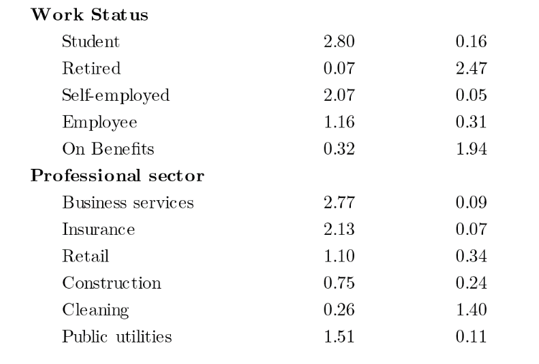 Work Status
Student 2.80 0.16
Retired 0.07 2.47
Self-employed 2.07 0.05
Employee 1.16 0.31
On Benefits 0.32 1.94
Professional sector
Business services 2.77 0.09
Insurance 2.13 0.07
Retail 1.10 0.34
Construction 0.75 0.24
Cleaning 0.26 1.40
Public utilities 1.51 0.11